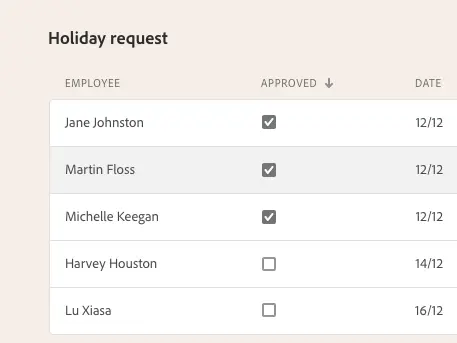 Holiday request
EMPLOYEE APPROVED DATE
Jane Johnston 12/12
Martin Floss 12/12
Michelle Keegan 12/12
Harvey Houston 14/12
Lu Xiasa 16/12